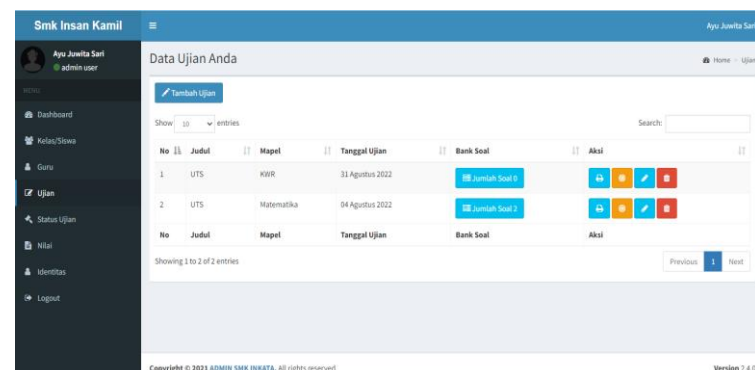 Smk Insan Kamil
Ayu Juwita Sari
Ayu Juwita Sari
admin user
MENU
Dashboard
Kelas/Siswa
Guru
Ujian
Status Ujian
Nilai
Identitas
Logout
Data Ujian Anda
Home Ujian
Tambah Ujian
Show 10 entries
Search:
No Judul Mapel Tanggal Ujian Bank Soal Aksi
1 UTS KWR 31 Agustus 2022 Jumlah Soal 0
2 UTS Matematika 04 Agustus 2022 Jumlah Soal 2
No Judul Mapel Tanggal Ujian Bank Soal Aksi
Showing 1 to 2 of 2 entries
Previous 1 Next
Copyright © 2021 ADMIN SMK INKATA. All rights reserved.
Version 2.4.0